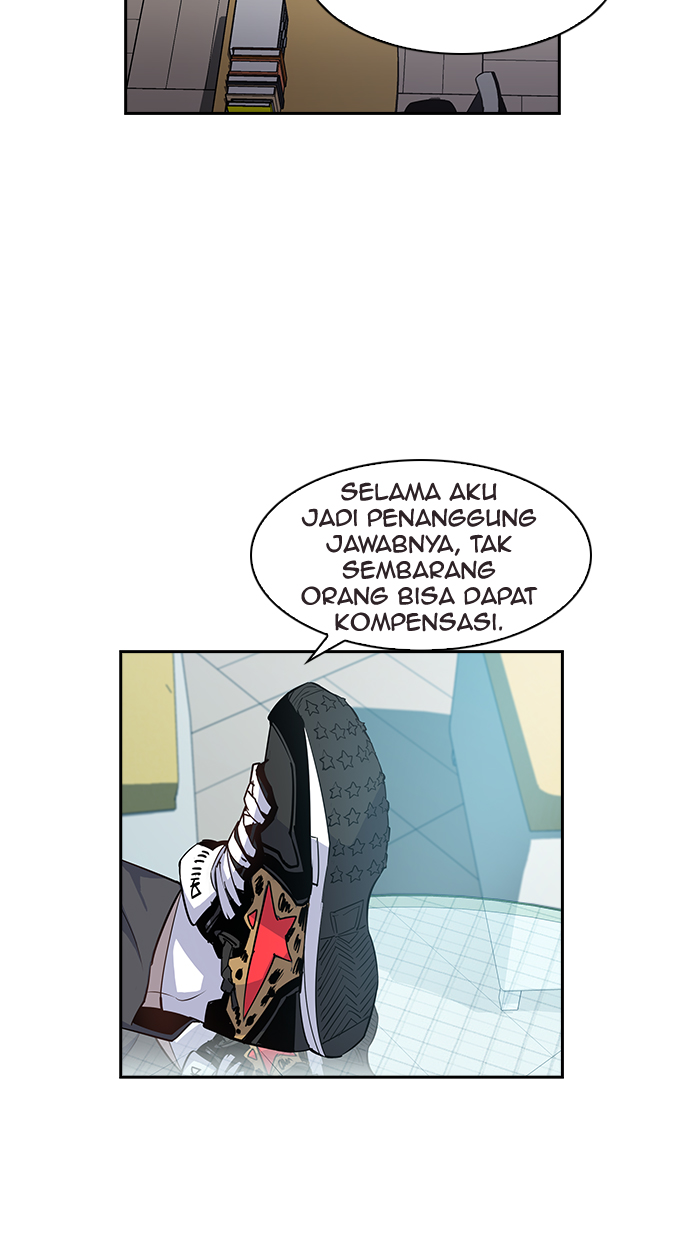 SELAMA AKU
JADI PENANGGUNG
JAWABNYA, TAK
SEMBARANG
ORANG BISA DAPAT
KOMPENSASI.